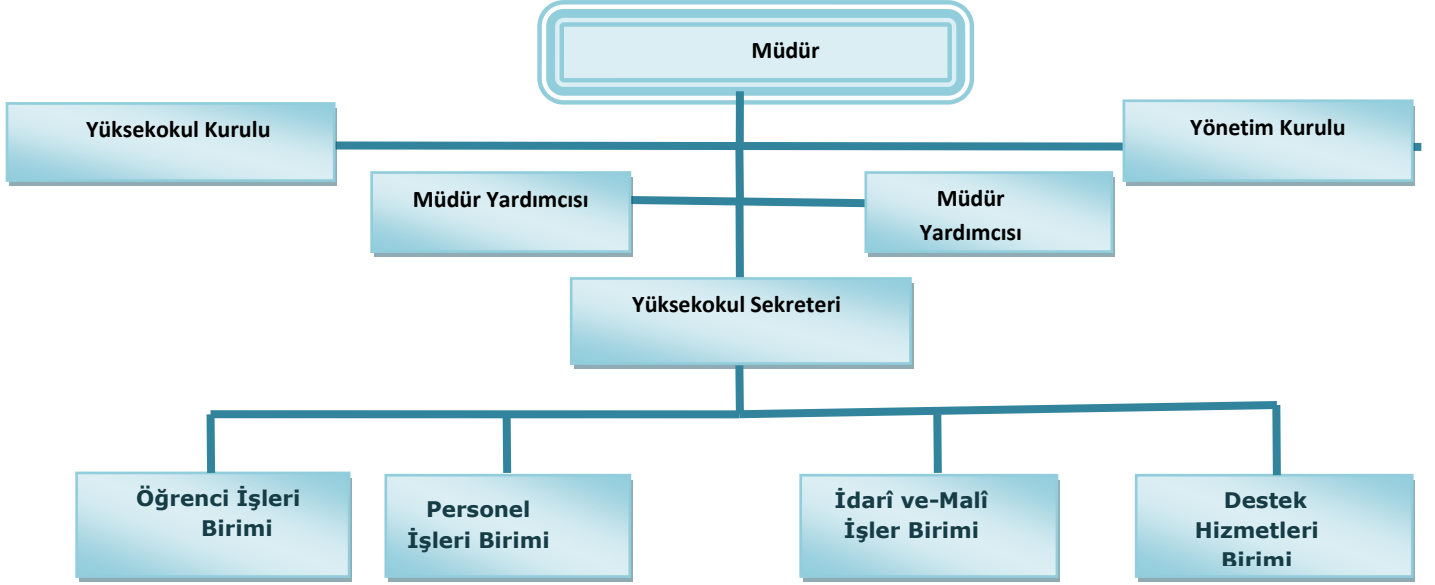 Müdür
Yüksekokul Kurulu
Yönetim Kurulu
Müdür Yardımcısı
Müdür
Yardımcısı
Yüksekokul Sekreteri
Öğrenci İşleri
Birimi
Personel
İşleri Birimi
İdarî ve-Malî
İşler Birimi
Destek
Hizmetleri
Birimi